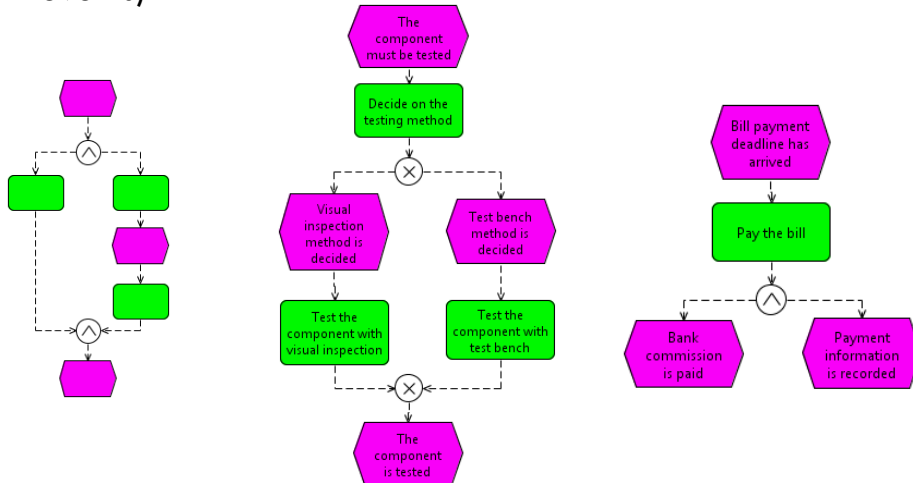 The
component
must be tested
Decide on the
testing method
Visual
inspection
method is
decided
Test bench
method is
decided
Test the
component with
visual inspection
Test the
component with
test bench
The
component
is tested
Bill payment
deadline has
arrived
Pay the bill
Bank
commission
is paid
Payment
information
is recorded